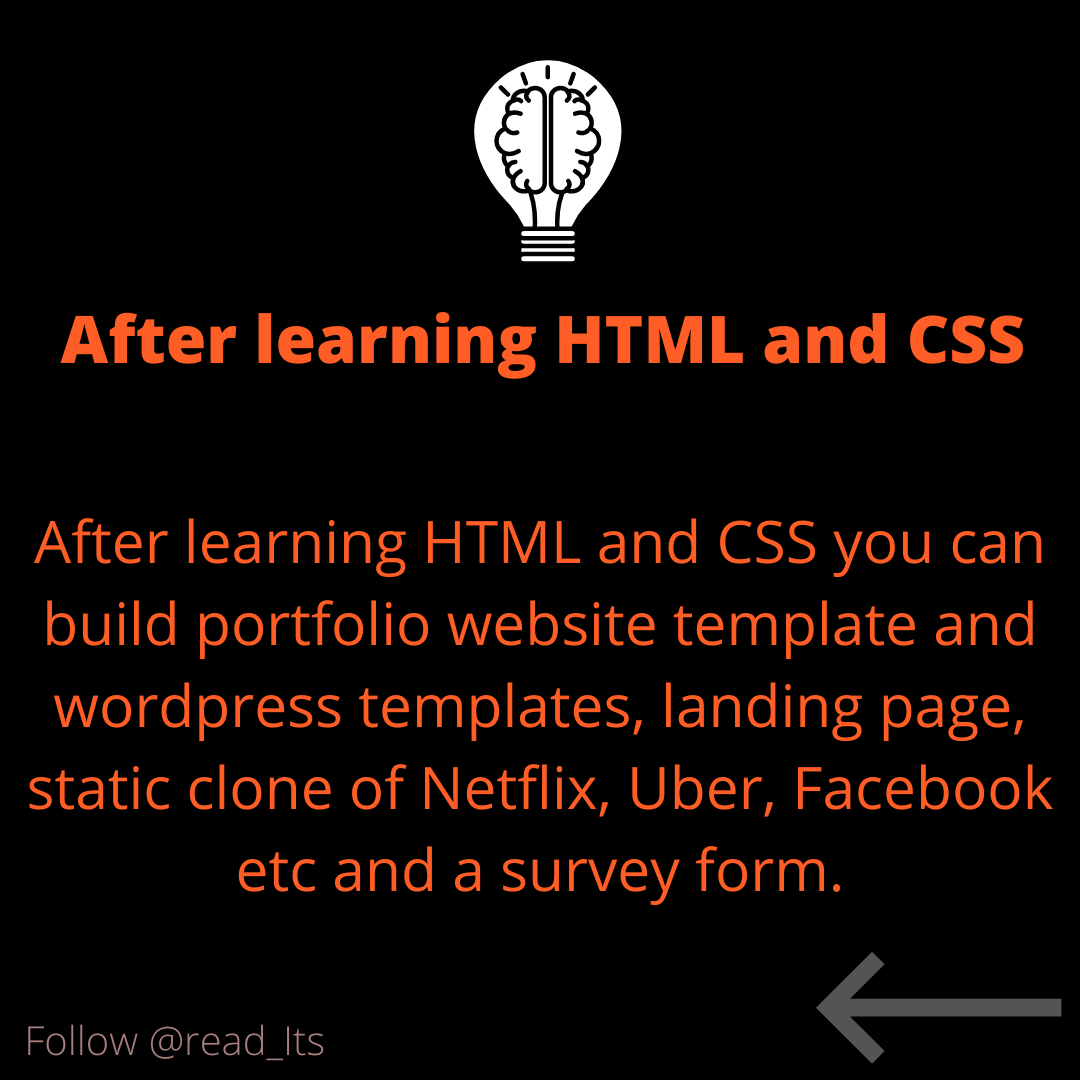 After learning HTML and CSS
After learning HTML and CSS you can
build portfolio website template and
wordpress templates, landing page,
static clone of Netflix, Uber, Facebook
etc and a survey form.
Follow @read_Its